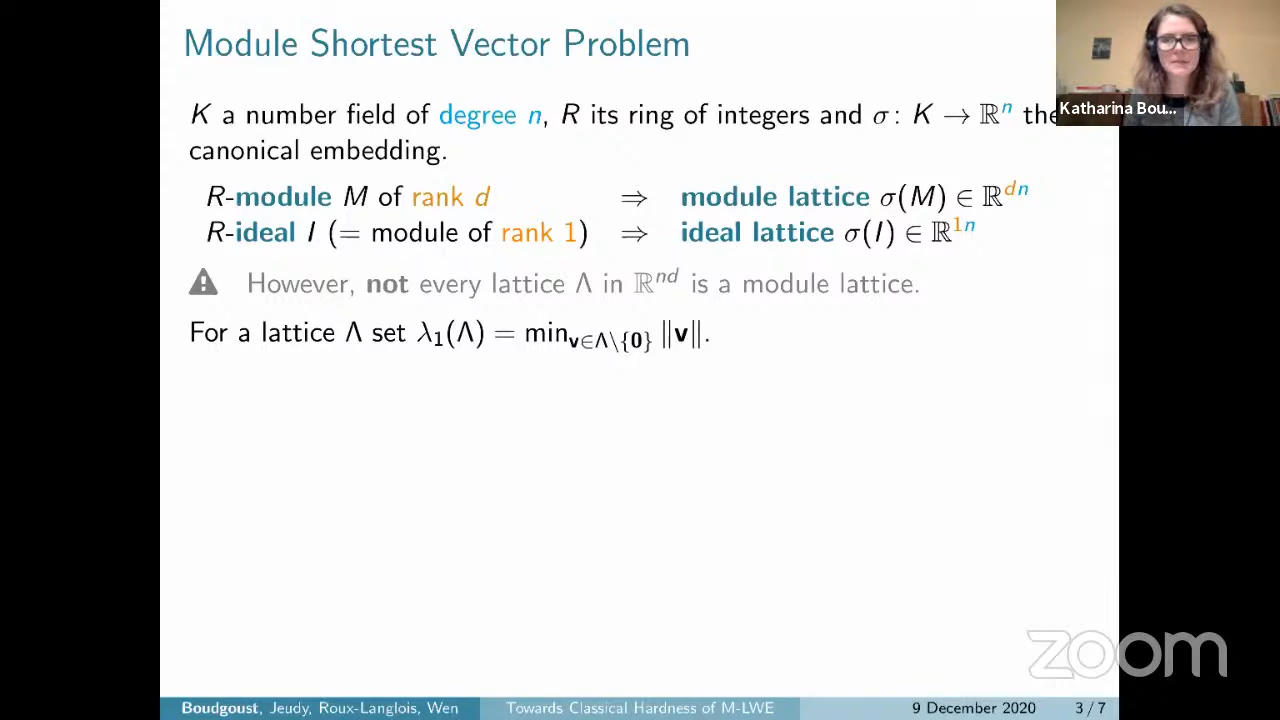 Module Shortest Vector Problem
Katharina Bou...
K a number field of degree n, R its ring of integers and σ: K → ℝⁿ the
canonical embedding.
R-module M of rank d ⇒ module lattice σ(M) ∈ ℝᵈⁿ
R-ideal I (= module of rank 1) ⇒ ideal lattice σ(I) ∈ ℝ¹ⁿ
However, not every lattice Λ in ℝⁿᵈ is a module lattice.
For a lattice Λ set λ₁(Λ) = min_{v∈Λ\{0}} ‖v‖.
zoom
Boudgoust, Jeudy, Roux-Langlois, Wen Towards Classical Hardness of M-LWE 9 December 2020 3 / 7